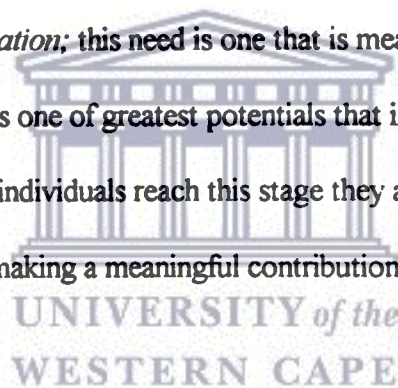 ation; this need is one that is mea
s one of greatest potentials that i
individuals reach this stage they a
making a meaningful contribution
UNIVERSITY of the
WESTERN CAPE